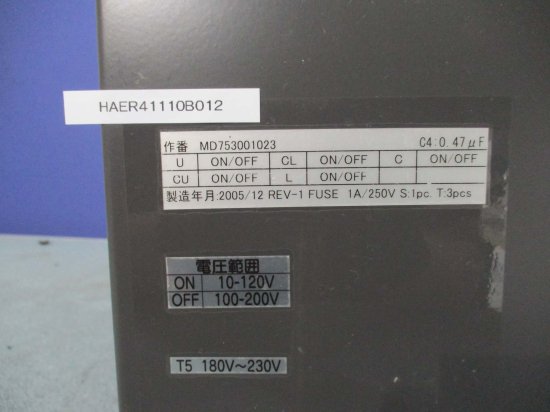 HAER41110B012
作番 MD753001023 C4:0.47μF
U ON/OFF CL ON/OFF C ON/OFF
CU ON/OFF L ON/OFF
製造年月:2005/12 REV-1 FUSE 1A/250V S:1pc. T:3pcs
電圧範囲
ON 10-120V
OFF 100-200V
T5 180V～230V